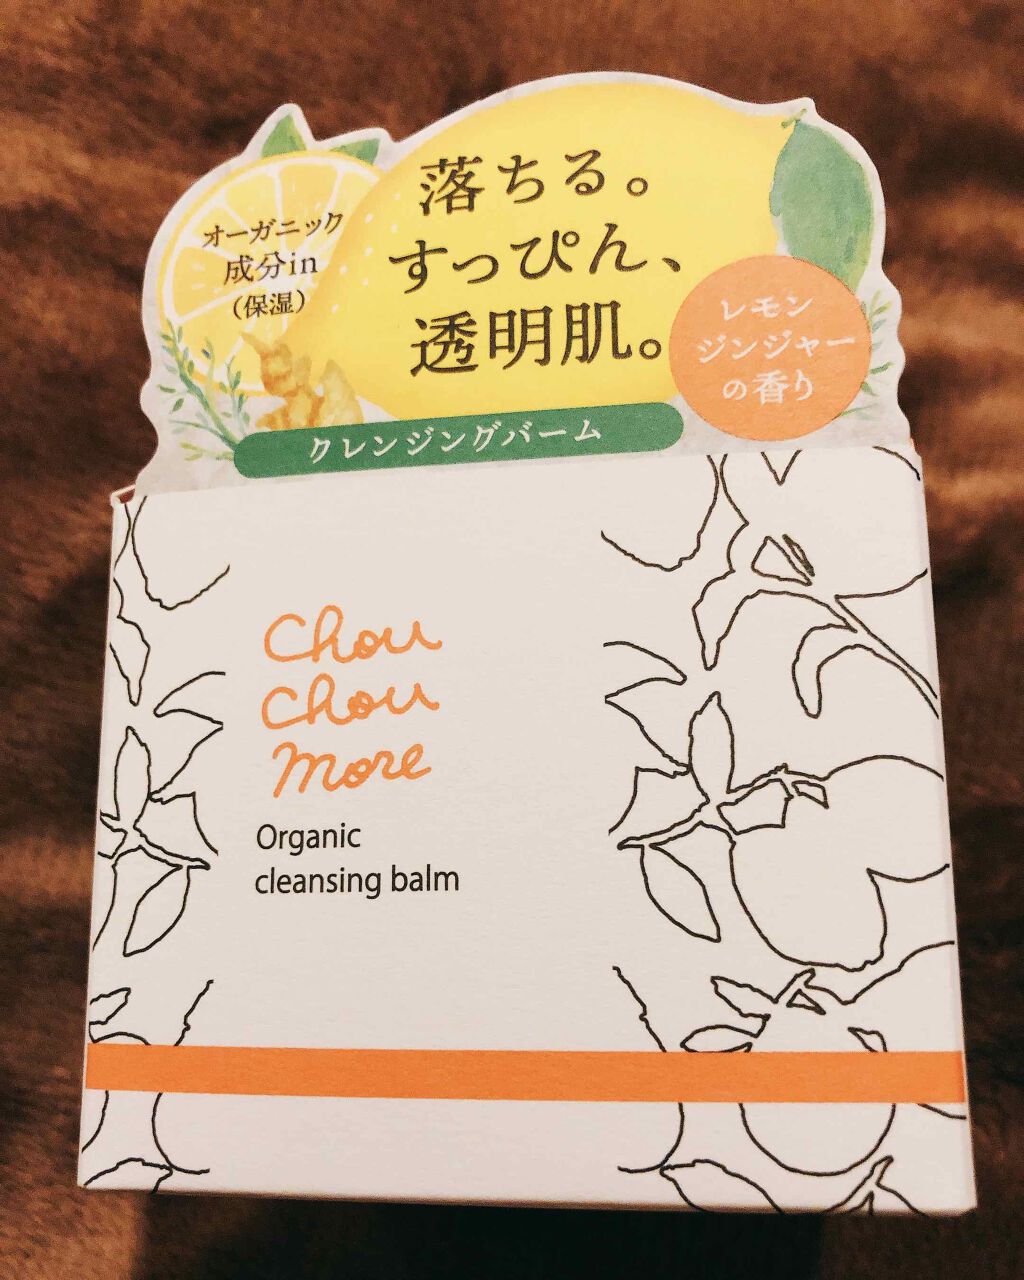 落ちる。
すっぴん、
透明肌。
オーガニック
成分in
（保湿）
レモン
ジンジャー
の香り
クレンジングバーム
Chou
Chou
more
Organic
cleansing balm